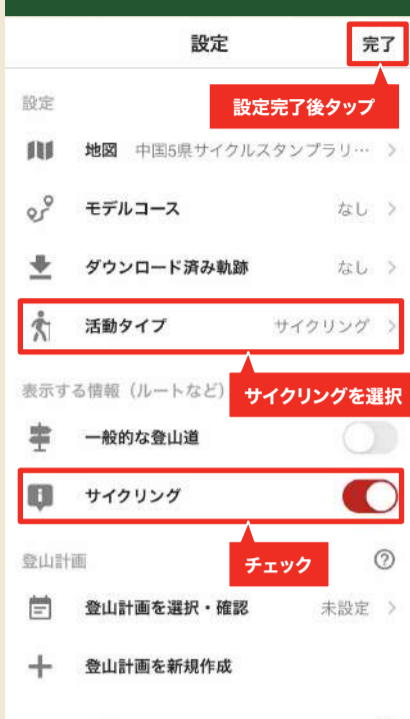 設定
完了
設定完了後タップ
設定
地図 中国5県サイクルスタンプラリ…
モデルコース なし
ダウンロード済み軌跡 なし
活動タイプ サイクリング
サイクリングを選択
表示する情報（ルートなど）
一般的な登山道
サイクリング
チェック
登山計画
登山計画を選択・確認 未設定
登山計画を新規作成